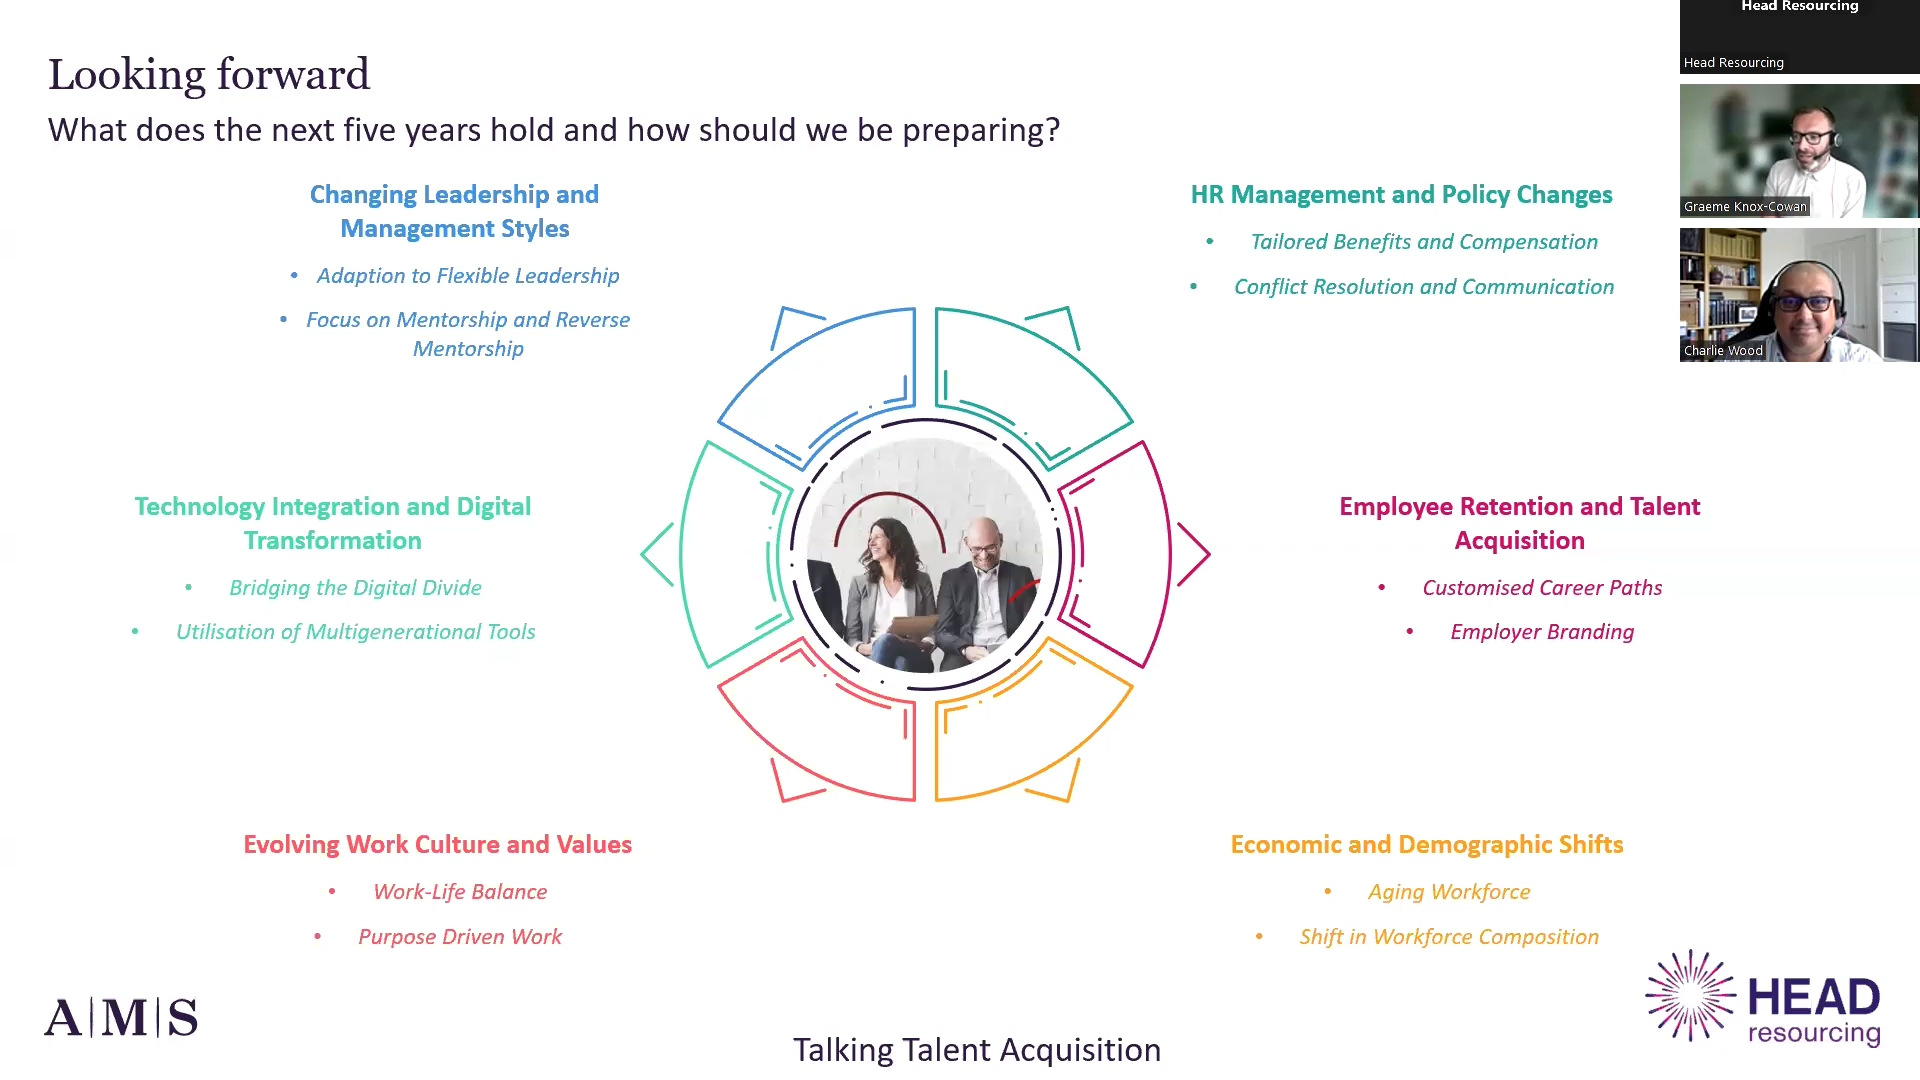 Looking forward
What does the next five years hold and how should we be preparing?
Changing Leadership and
Management Styles
• Adaption to Flexible Leadership
• Focus on Mentorship and Reverse
Mentorship
HR Management and Policy Changes
• Tailored Benefits and Compensation
• Conflict Resolution and Communication
Technology Integration and Digital
Transformation
• Bridging the Digital Divide
• Utilisation of Multigenerational Tools
Employee Retention and Talent
Acquisition
• Customised Career Paths
• Employer Branding
Evolving Work Culture and Values
• Work-Life Balance
• Purpose Driven Work
Economic and Demographic Shifts
• Aging Workforce
• Shift in Workforce Composition
A|M|S
Talking Talent Acquisition
HEAD
resourcing
Head Resourcing
Head Resourcing
Graeme Knox-Cowan
Charlie Wood